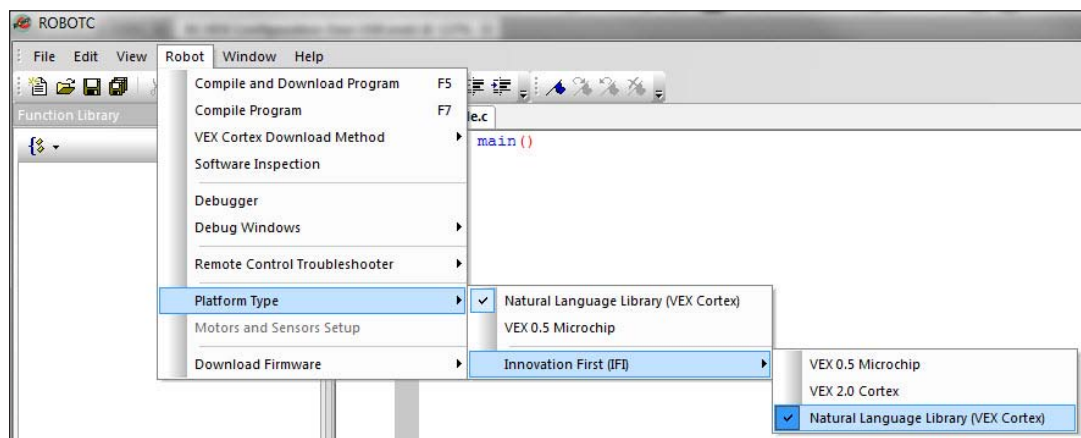 ROBOTC
File Edit View Robot Window Help
Function Library
le.c
main()
Compile and Download Program F5
Compile Program F7
VEX Cortex Download Method
Software Inspection
Debugger
Debug Windows
Remote Control Troubleshooter
Platform Type
Motors and Sensors Setup
Download Firmware
Natural Language Library (VEX Cortex)
VEX 0.5 Microchip
Innovation First (IFI)
VEX 0.5 Microchip
VEX 2.0 Cortex
Natural Language Library (VEX Cortex)